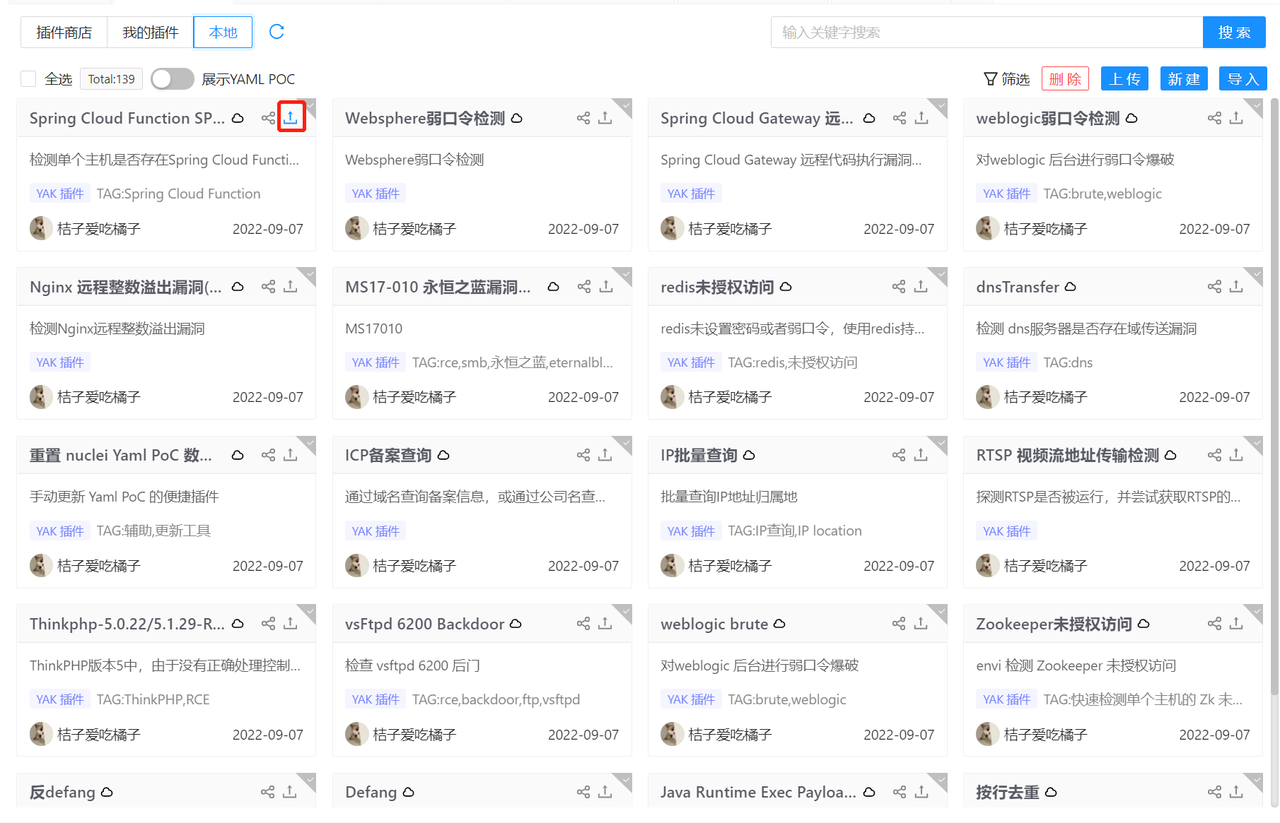 插件商店 我的插件 本地 输入关键字搜索 搜 索
全选 Total:139 展示YAML POC 筛选 删 除 上 传 新 建 导 入
Spring Cloud Function SP... Websphere弱口令检测 Spring Cloud Gateway 远... weblogic弱口令检测
检测单个主机是否存在Spring Cloud Functi... Websphere弱口令检测 Spring Cloud Gateway 远程代码执行漏洞... 对weblogic 后台进行弱口令爆破
YAK 插件 TAG:Spring Cloud Function YAK 插件 YAK 插件 YAK 插件 TAG:brute,weblogic
桔子爱吃橘子 2022-09-07 桔子爱吃橘子 2022-09-07 桔子爱吃橘子 2022-09-07 桔子爱吃橘子 2022-09-07
Nginx 远程整数溢出漏洞(... MS17-010 永恒之蓝漏洞... redis未授权访问 dnsTransfer
检测Nginx远程整数溢出漏洞 MS17010 redis未设置密码或者弱口令，使用redis持... 检测 dns服务器是否存在域传送漏洞
YAK 插件 YAK 插件 TAG:rce,smb,永恒之蓝,eternalbl... YAK 插件 TAG:redis,未授权访问 YAK 插件 TAG:dns
桔子爱吃橘子 2022-09-07 桔子爱吃橘子 2022-09-07 桔子爱吃橘子 2022-09-07 桔子爱吃橘子 2022-09-07
重置 nuclei Yaml PoC 数... ICP备案查询 IP批量查询 RTSP 视频流地址传输检测
手动更新 Yaml PoC 的便捷插件 通过域名查询备案信息，或通过公司名查... 批量查询IP地址归属地 探测RTSP是否被运行，并尝试获取RTSP的...
YAK 插件 TAG:辅助,更新工具 YAK 插件 YAK 插件 TAG:IP查询,IP location YAK 插件
桔子爱吃橘子 2022-09-07 桔子爱吃橘子 2022-09-07 桔子爱吃橘子 2022-09-07 桔子爱吃橘子 2022-09-07
Thinkphp-5.0.22/5.1.29-R... vsFtpd 6200 Backdoor weblogic brute Zookeeper未授权访问
ThinkPHP版本5中，由于没有正确处理控制... 检查 vsftpd 6200 后门 对weblogic 后台进行弱口令爆破 envi 检测 Zookeeper 未授权访问
YAK 插件 TAG:ThinkPHP,RCE YAK 插件 TAG:rce,backdoor,ftp,vsftpd YAK 插件 TAG:brute,weblogic YAK 插件 TAG:快速检测单个主机的 Zk 未...
桔子爱吃橘子 2022-09-07 桔子爱吃橘子 2022-09-07 桔子爱吃橘子 2022-09-07 桔子爱吃橘子 2022-09-07
反defang Defang Java Runtime Exec Payloa... 按行去重